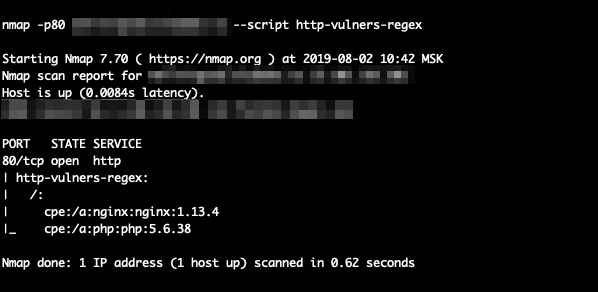 nmap -p80 --script http-vulners-regex
Starting Nmap 7.70 ( https://nmap.org ) at 2019-08-02 10:42 MSK
Nmap scan report for
Host is up (0.0084s latency).
PORT   STATE SERVICE
80/tcp open  http
| http-vulners-regex:
|   /:
|     cpe:/a:nginx:nginx:1.13.4
|_    cpe:/a:php:php:5.6.38
Nmap done: 1 IP address (1 host up) scanned in 0.62 seconds